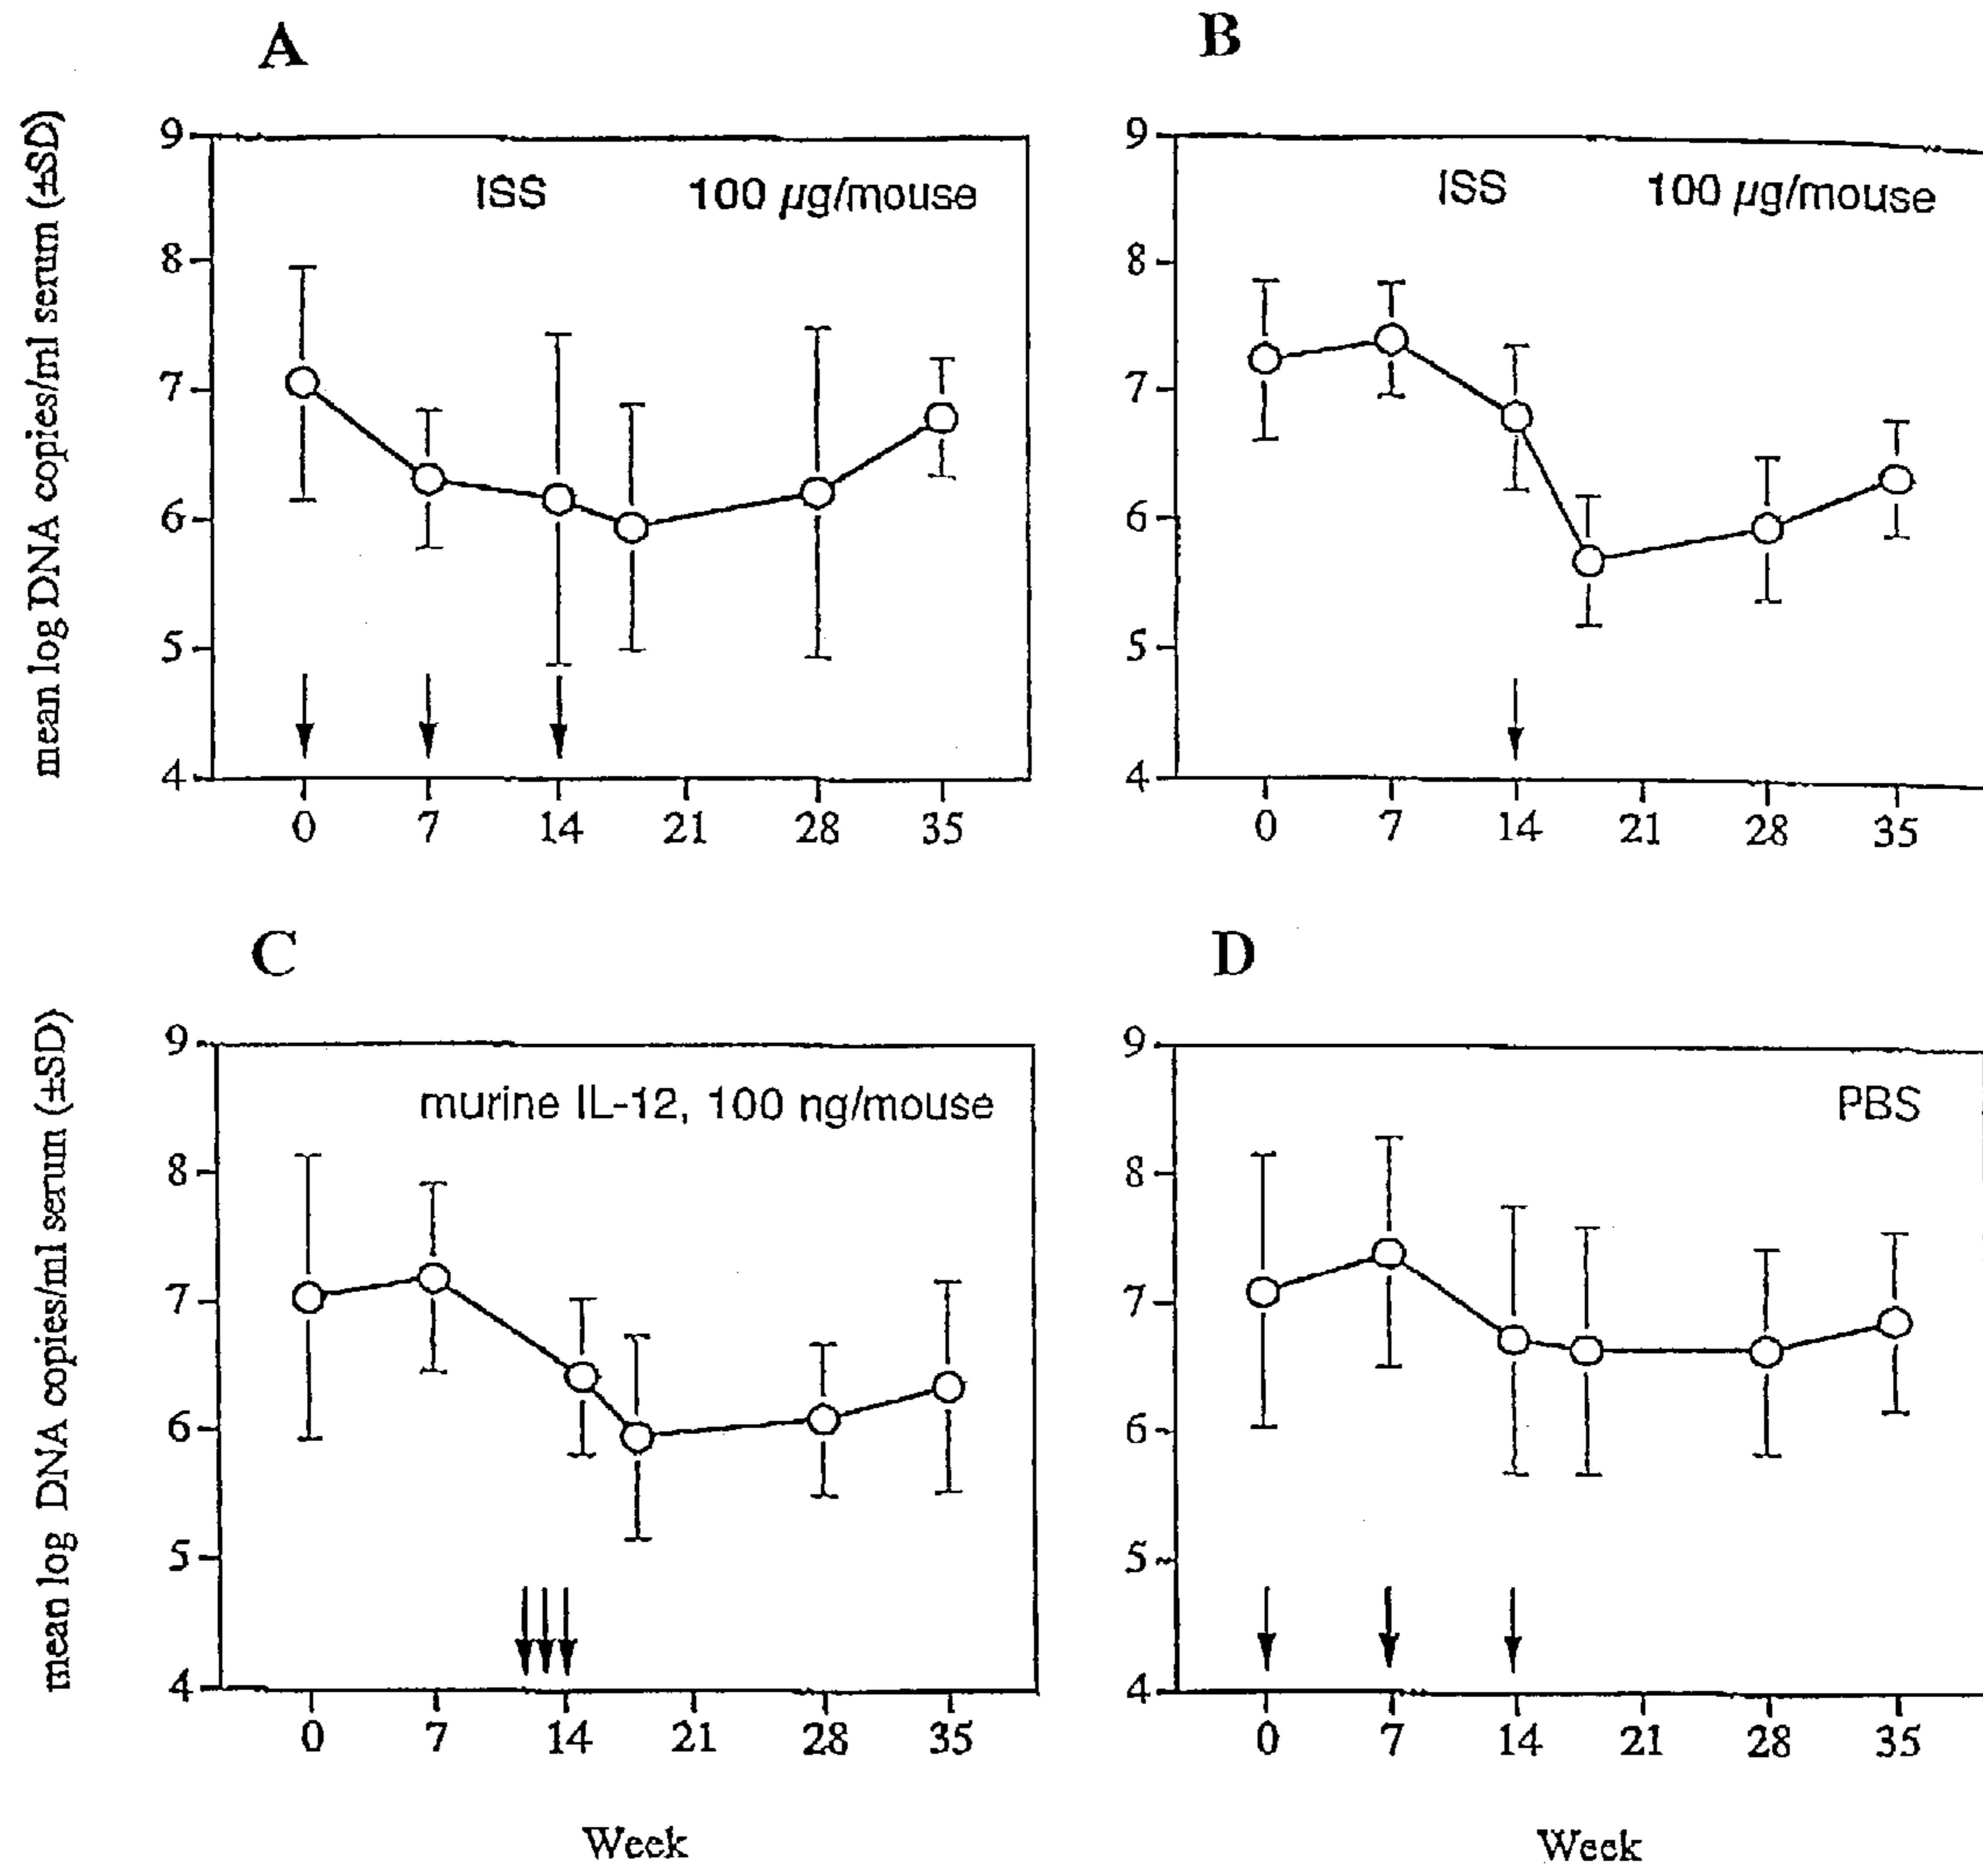 A
mean log DNA copies/ml serum (±SD)
9
8
7
6
5
4
ISS 100 µg/mouse
0 7 14 21 28 35
B
9
8
7
6
5
4
ISS 100 µg/mouse
0 7 14 21 28 35
C
mean log DNA copies/ml serum (±SD)
9
8
7
6
5
4
murine IL-12, 100 ng/mouse
0 7 14 21 28 35
Week
D
9
8
7
6
5
4
PBS
0 7 14 21 28 35
Week